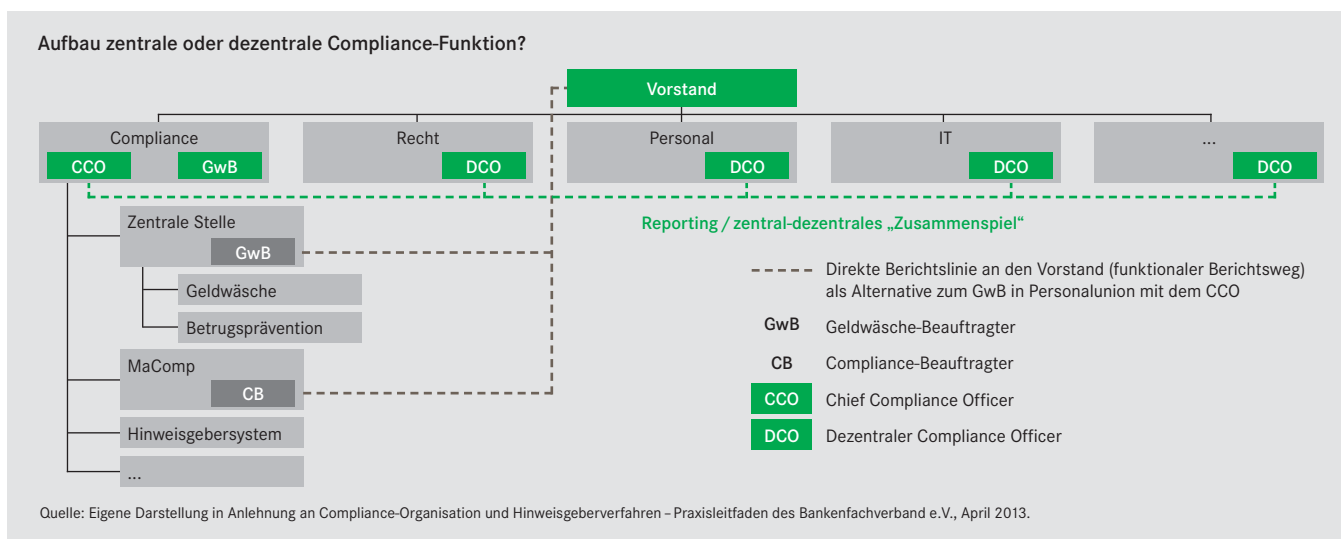 Aufbau zentrale oder dezentrale Compliance-Funktion?
Vorstand
Compliance
CCO
GwB
Recht
DCO
Personal
DCO
IT
DCO
...
DCO
Reporting / zentral-dezentrales „Zusammenspiel“
Zentrale Stelle
GwB
Geldwäsche
Betrugsprävention
MaComp
CB
Hinweisgebersystem
...
Direkte Berichtslinie an den Vorstand (funktionaler Berichtsweg)
als Alternative zum GwB in Personalunion mit dem CCO
GwB Geldwäsche-Beauftragter
CB Compliance-Beauftragter
CCO Chief Compliance Officer
DCO Dezentraler Compliance Officer
Quelle: Eigene Darstellung in Anlehnung an Compliance-Organisation und Hinweisgeberverfahren – Praxisleitfaden des Bankenfachverband e.V., April 2013.